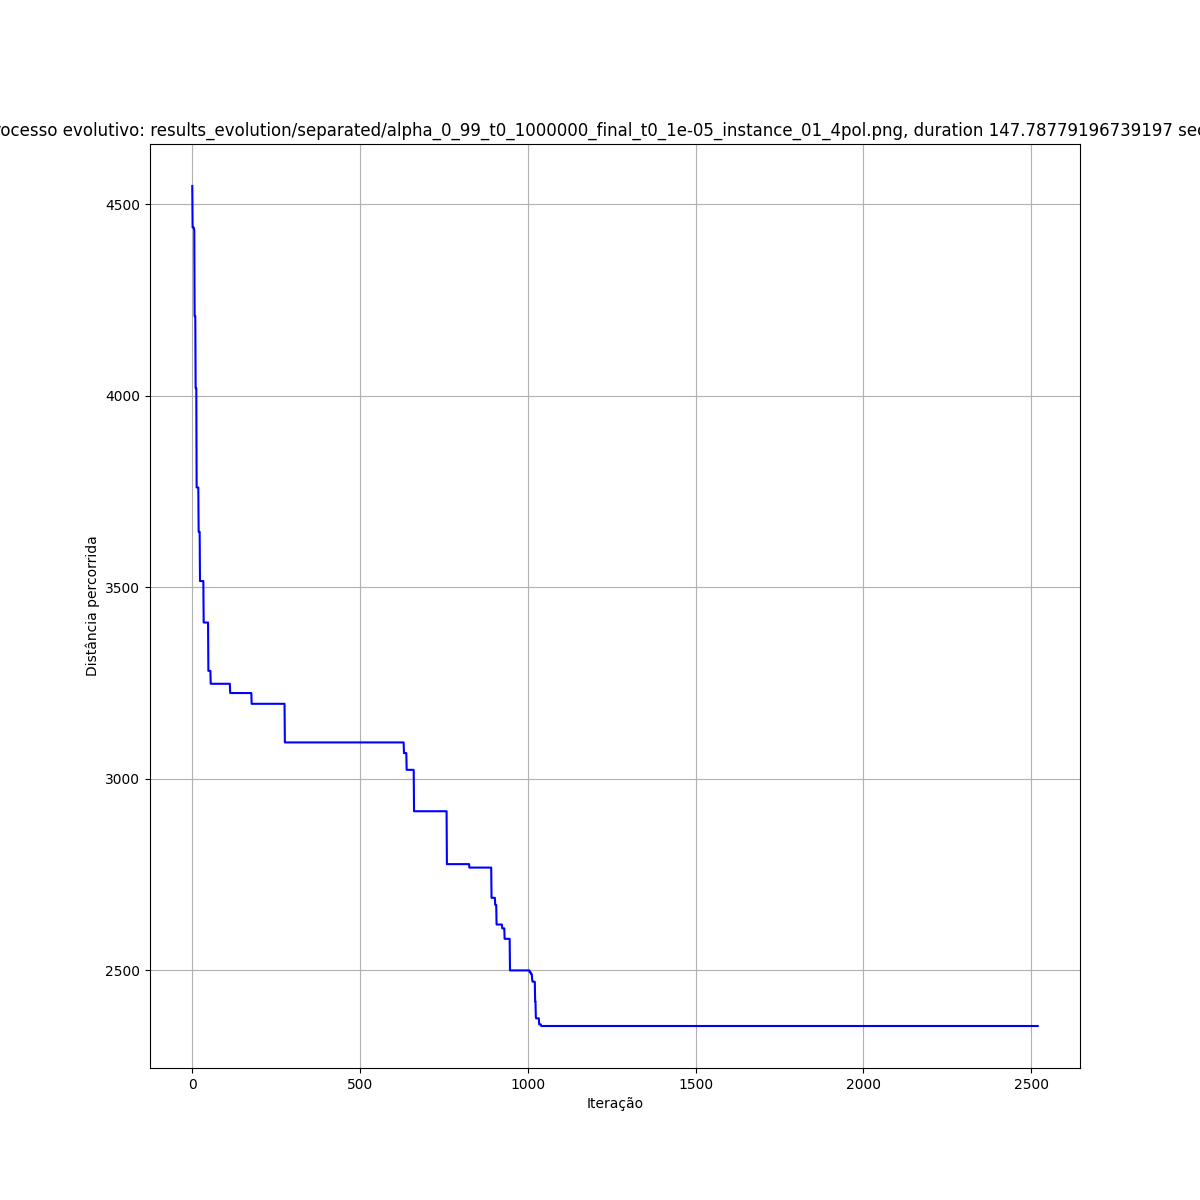 ocesso evolutivo: results_evolution/separated/alpha_0_99_t0_1000000_final_t0_1e-05_instance_01_4pol.png, duration 147.78779196739197 sec
4500
4000
3500
3000
2500
Distância percorrida
0 500 1000 1500 2000 2500
Iteração